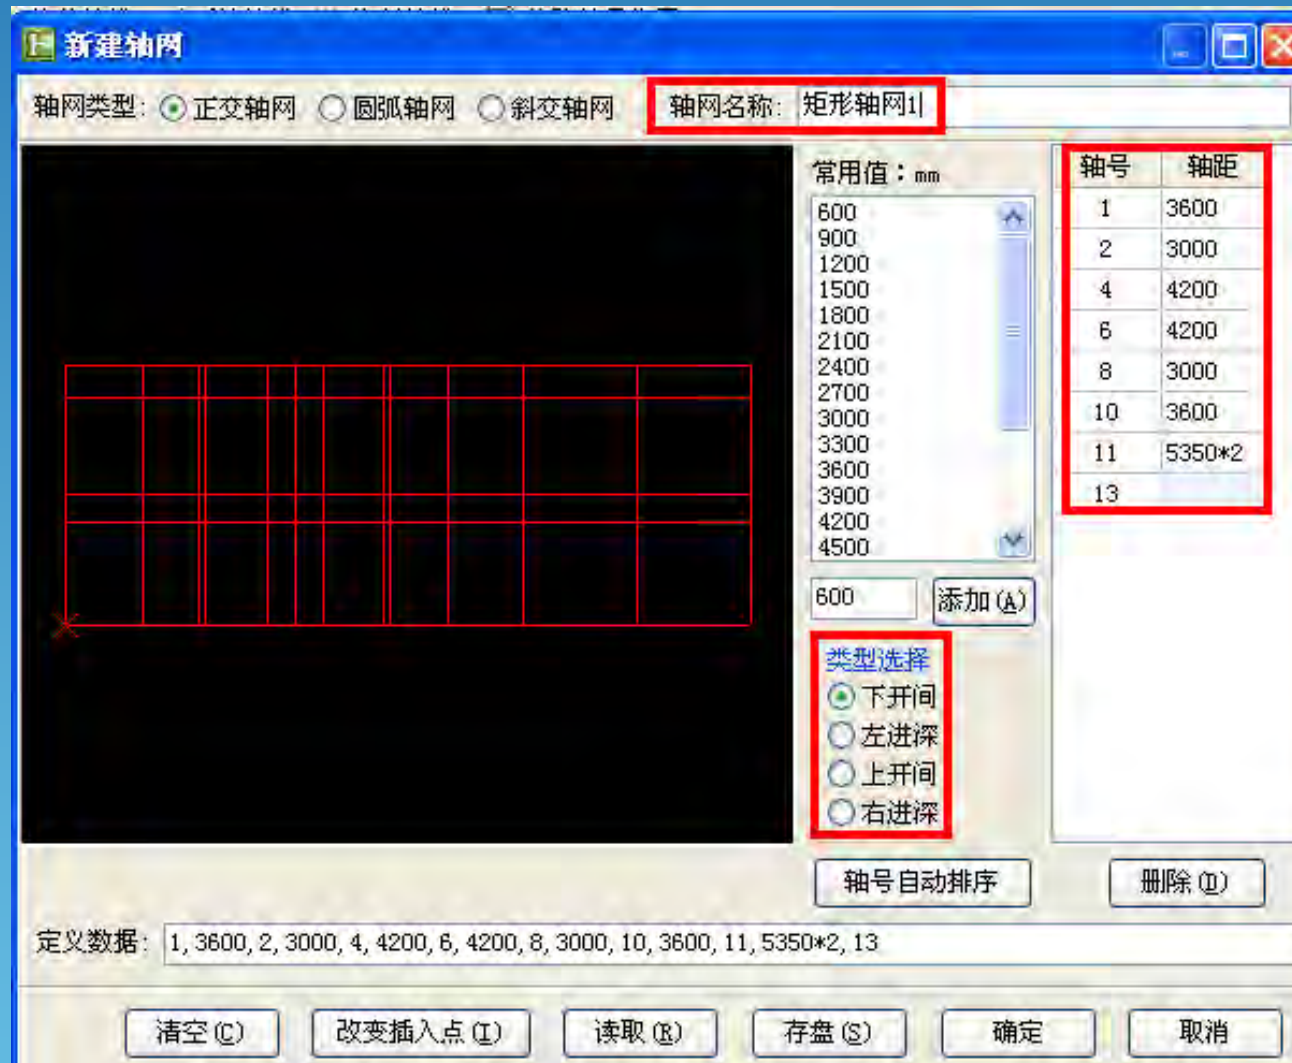 新建轴网
轴网类型: 正交轴网 圆弧轴网 斜交轴网 轴网名称: 矩形轴网1
常用值：mm
600
900
1200
1500
1800
2100
2400
2700
3000
3300
3600
3900
4200
4500
600 添加(A)
类型选择
下开间
左进深
上开间
右进深
轴号自动排序
轴号 轴距
1 3600
2 3000
4 4200
6 4200
8 3000
10 3600
11 5350*2
13
删除(D)
定义数据: 1, 3600, 2, 3000, 4, 4200, 6, 4200, 8, 3000, 10, 3600, 11, 5350*2, 13
清空(C) 改变插入点(I) 读取(R) 存盘(S) 确定 取消